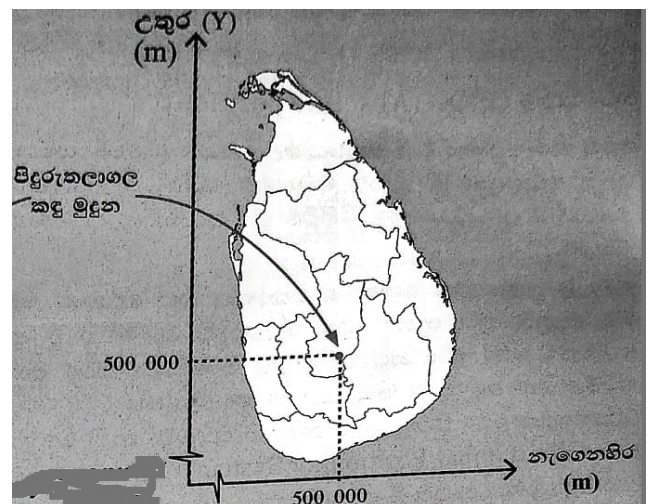 උතුර (Y)
(m)
පිදුරුතලාගල
කඳු මුදුන
500 000
නැගෙනහිර
(m)
500 000